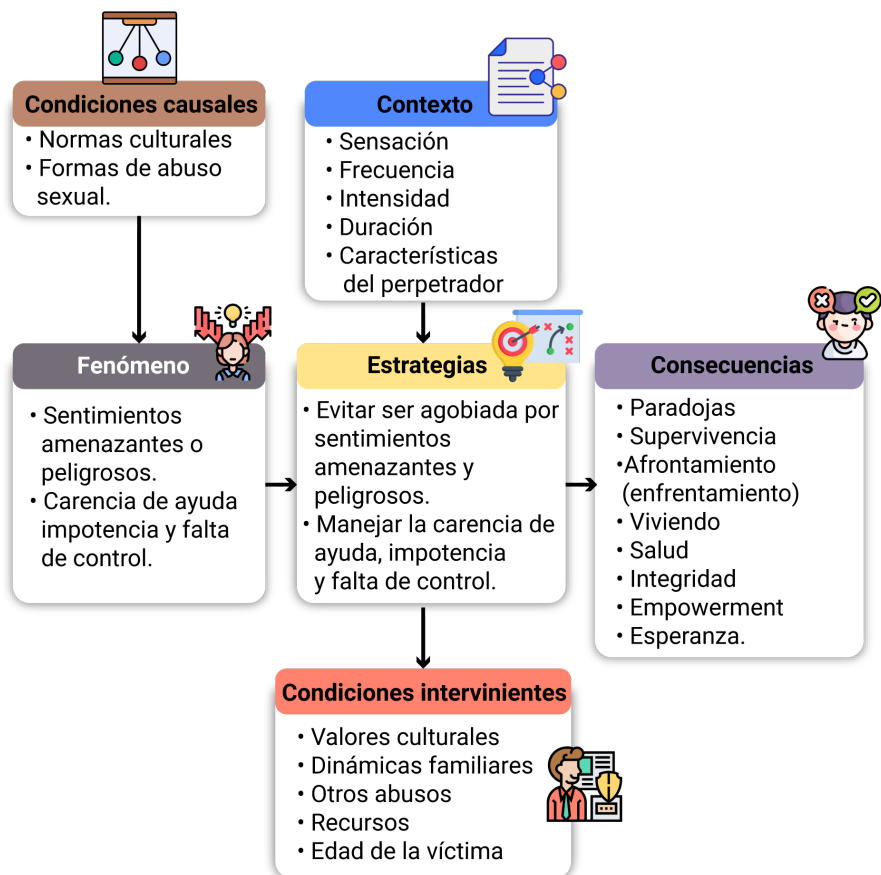 Condiciones causales
• Normas culturales
• Formas de abuso
sexual.
Contexto
• Sensación
• Frecuencia
• Intensidad
• Duración
• Características
del perpetrador
Fenómeno
• Sentimientos
amenazantes o
peligrosos.
• Carencia de ayuda
impotencia y falta
de control.
Estrategias
• Evitar ser agobiada por
sentimientos
amenazantes y
peligrosos.
• Manejar la carencia de
ayuda, impotencia
y falta de control.
Consecuencias
• Paradojas
• Supervivencia
•Afrontamiento
(enfrentamiento)
• Viviendo
• Salud
• Integridad
• Empowerment
• Esperanza.
Condiciones intervinientes
• Valores culturales
• Dinámicas familiares
• Otros abusos
• Recursos
• Edad de la víctima